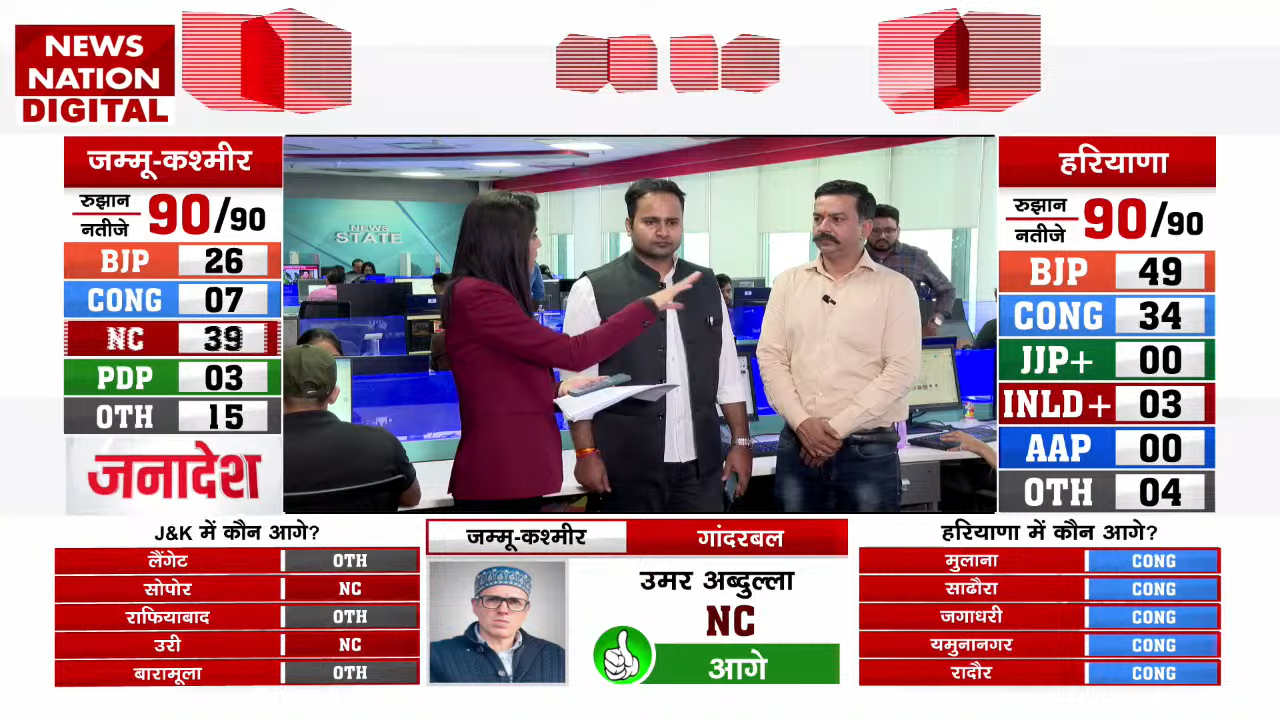 NEWS
NATION
DIGITAL
जम्मू-कश्मीर
रुझान
नतीजे
90/90
BJP 26
CONG 07
NC 39
PDP 03
OTH 15
जनादेश
NEWS
STATE
हरियाणा
रुझान
नतीजे
90/90
BJP 49
CONG 34
JJP+ 00
INLD+ 03
AAP 00
OTH 04
J&K में कौन आगे?
लैंगेट OTH
सोपोर NC
राफियाबाद OTH
उरी NC
बारामूला OTH
जम्मू-कश्मीर गांदरबल
उमर अब्दुल्ला
NC
आगे
हरियाणा में कौन आगे?
मुलाना CONG
साढौरा CONG
जगाधरी CONG
यमुनानगर CONG
रादौर CONG